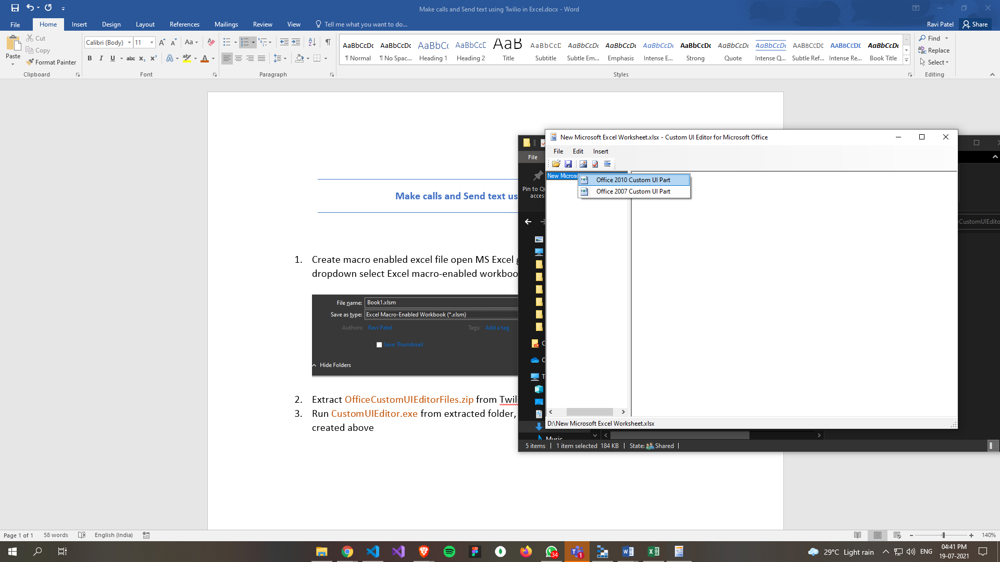 Make calls and Send text using Twilio in Excel.docx - Word
File Home Insert Design Layout References Mailings Review View Tell me what you want to do... Ravi Patel Share
Paste
Cut
Copy
Format Painter
Clipboard
Calibri (Body) 11
Font
Paragraph
AaBbCcDc AaBbCcDc AaBbCc AaBbCcD AaB AaBbCcD AaBbCcDc AaBbCcDc AaBbCcDc AaBbCcDc AaBbCcDc AaBbCcDc AABBCCDE AABBCCDE AaBbCcDc
¶ Normal ¶ No Spac... Heading 1 Heading 2 Title Subtitle Subtle Em... Emphasis Intense E... Strong Quote Intense Q... Subtle Ref... Intense Re... Book Title
Styles
Find
Replace
Select
Editing
Make calls and Send text us
1. Create macro enabled excel file open MS Excel
dropdown select Excel macro-enabled workboo
File name: Book1.xlsm
Save as type: Excel Macro-Enabled Workbook (*.xlsm)
Authors: Ravi Patel Tags: Add a tag
Save Thumbnail
Hide Folders
2. Extract OfficeCustomUIEditorFiles.zip from Twili
3. Run CustomUIEditor.exe from extracted folder,
created above
File
Pin to Qu
acces
CustomUIEdito
Music
5 items 1 item selected 184 KB State: Shared
New Microsoft Excel Worksheet.xlsx - Custom UI Editor for Microsoft Office
File Edit Insert
New Micros
Office 2010 Custom UI Part
Office 2007 Custom UI Part
D:\New Microsoft Excel Worksheet.xlsx
Page 1 of 1 58 words English (India) 140%
34
1
29°C Light rain ENG 04:41 PM
19-07-2021